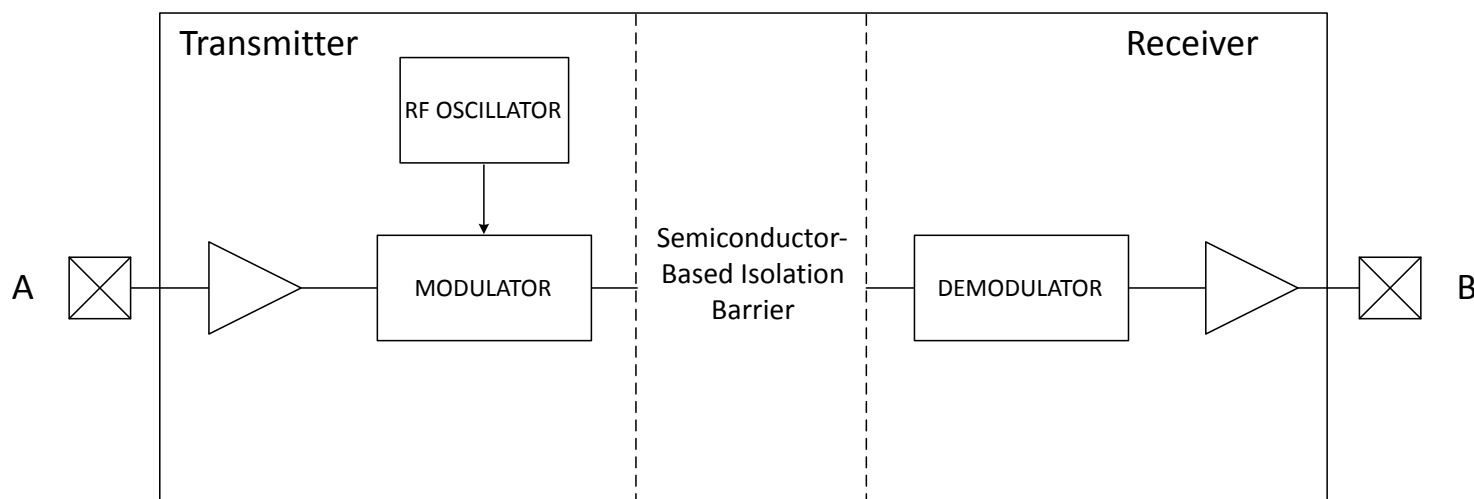 Transmitter
Receiver
RF OSCILLATOR
A
MODULATOR
Semiconductor-
Based Isolation
Barrier
DEMODULATOR
B